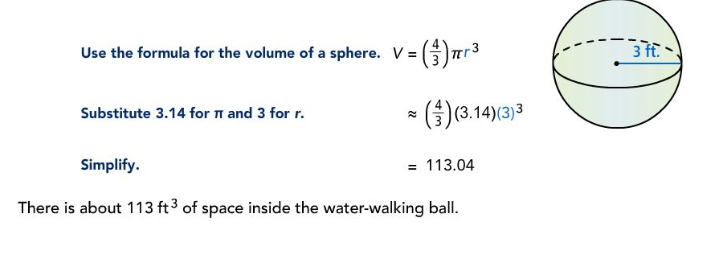 Use the formula for the volume of a sphere. V = (4/3)πr³
3 ft.
Substitute 3.14 for π and 3 for r. ≈ (4/3)(3.14)(3)³
Simplify. = 113.04
There is about 113 ft³ of space inside the water-walking ball.